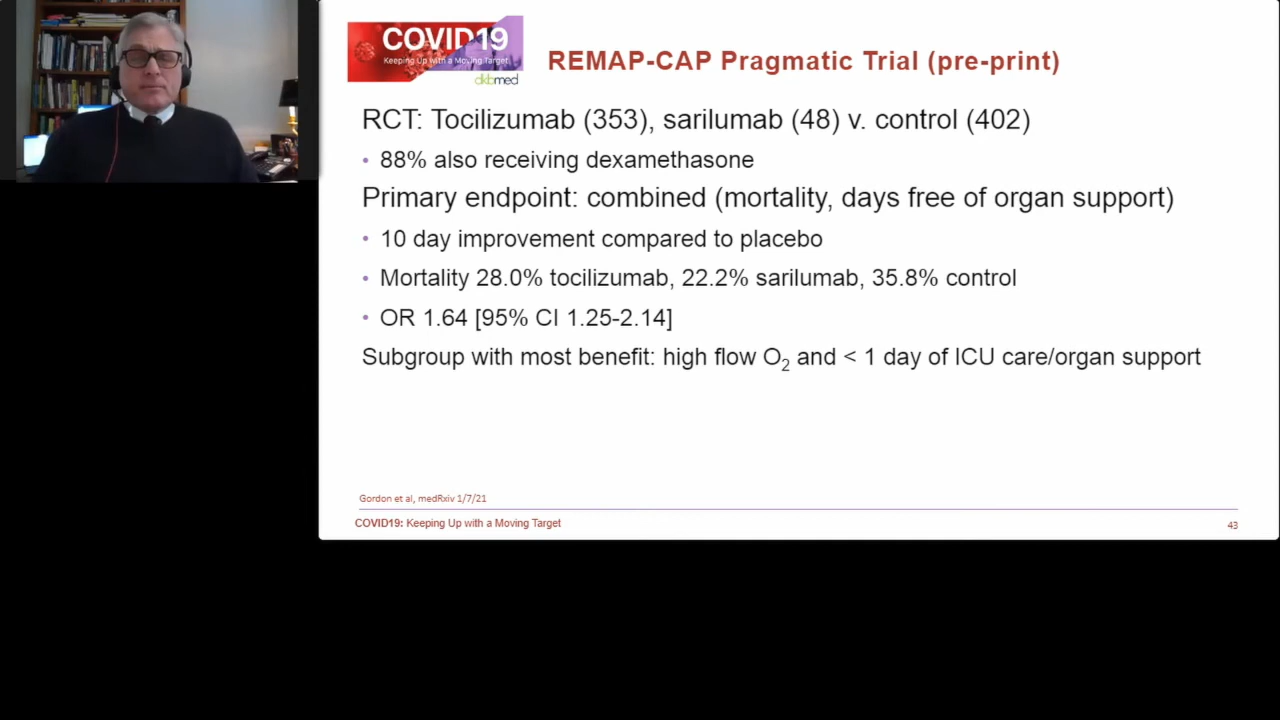 COVID19
Keeping Up with a Moving Target
dkbmed
REMAP-CAP Pragmatic Trial (pre-print)
RCT: Tocilizumab (353), sarilumab (48) v. control (402)
• 88% also receiving dexamethasone
Primary endpoint: combined (mortality, days free of organ support)
• 10 day improvement compared to placebo
• Mortality 28.0% tocilizumab, 22.2% sarilumab, 35.8% control
• OR 1.64 [95% CI 1.25-2.14]
Subgroup with most benefit: high flow O₂ and < 1 day of ICU care/organ support
Gordon et al, medRxiv 1/7/21
COVID19: Keeping Up with a Moving Target
43